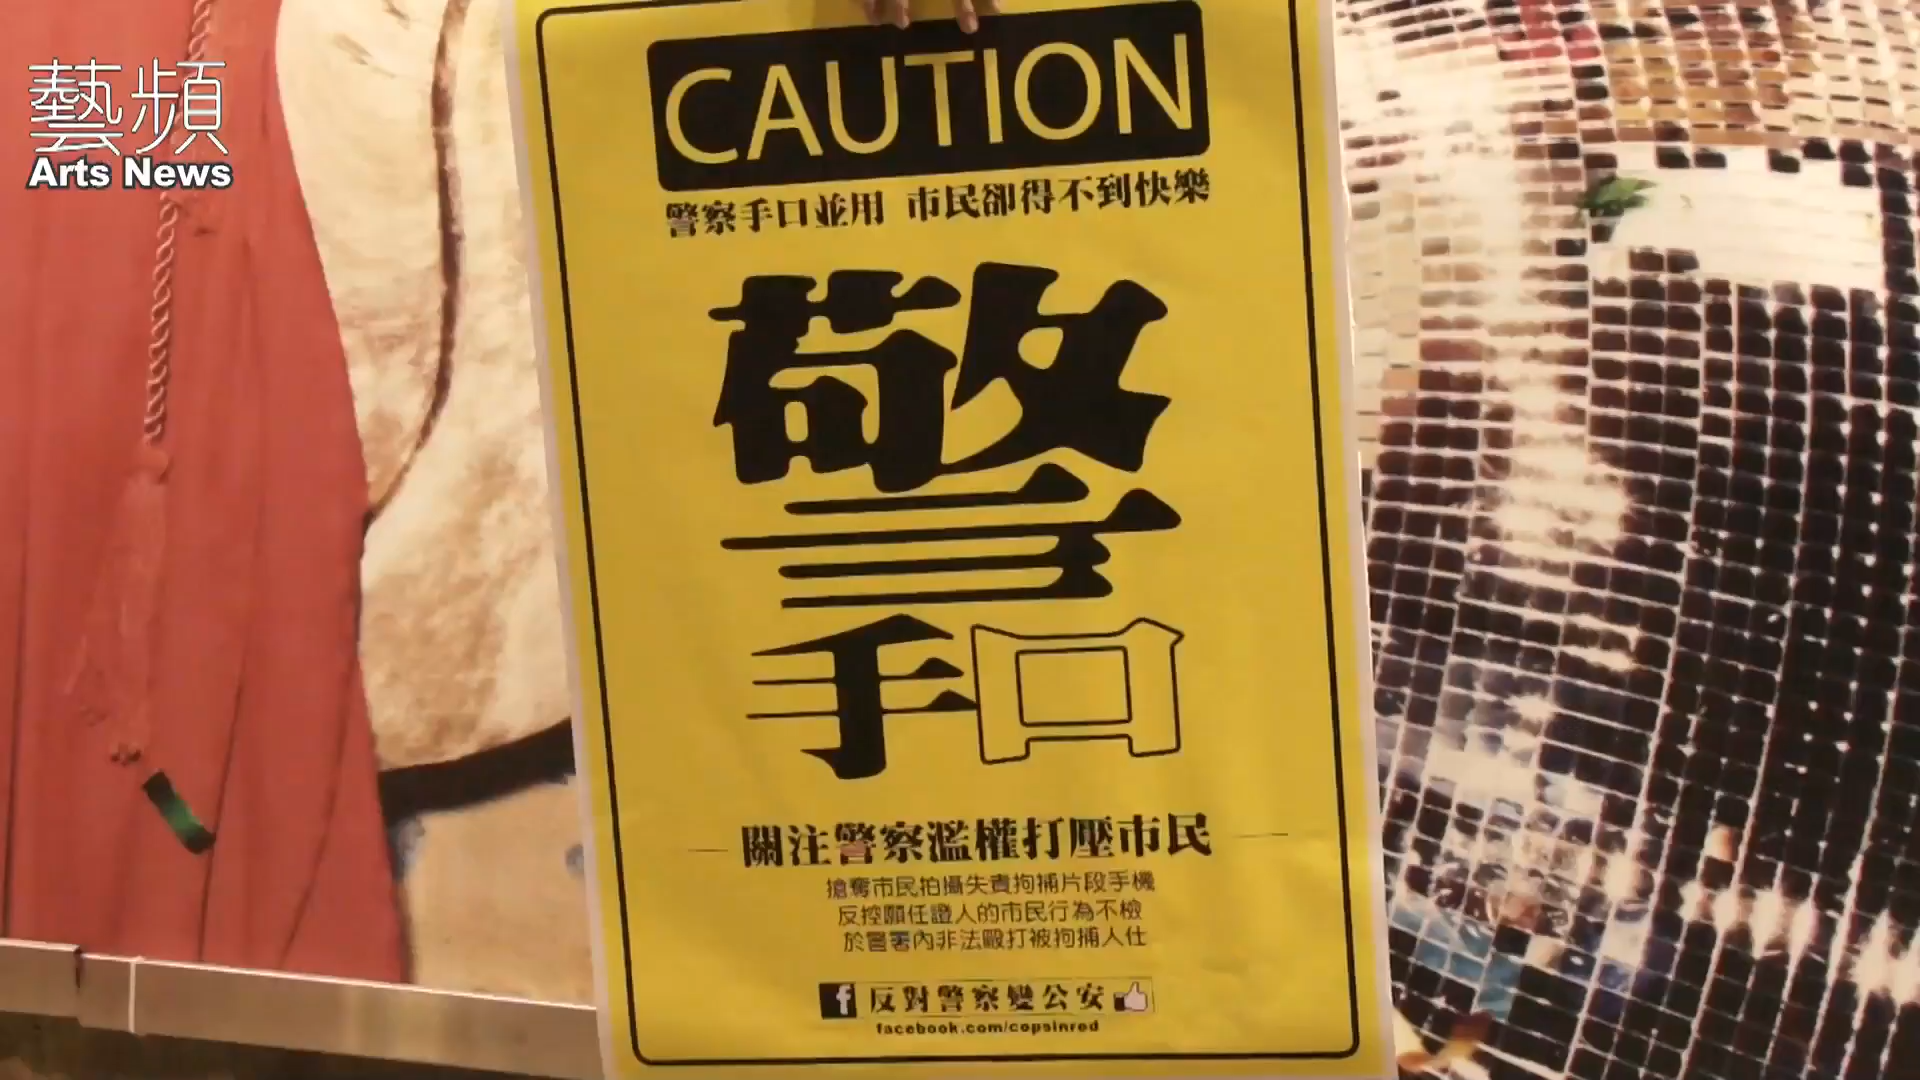 藝頻
Arts News
CAUTION
警察手口並用 市民卻得不到快樂
警
手口
關注警察濫權打壓市民
搶奪市民拍攝失責拘捕片段手機
反控願任證人的市民行為不檢
於警署內非法毆打被拘捕人仕
反對警察變公安
facebook.com/copsinred